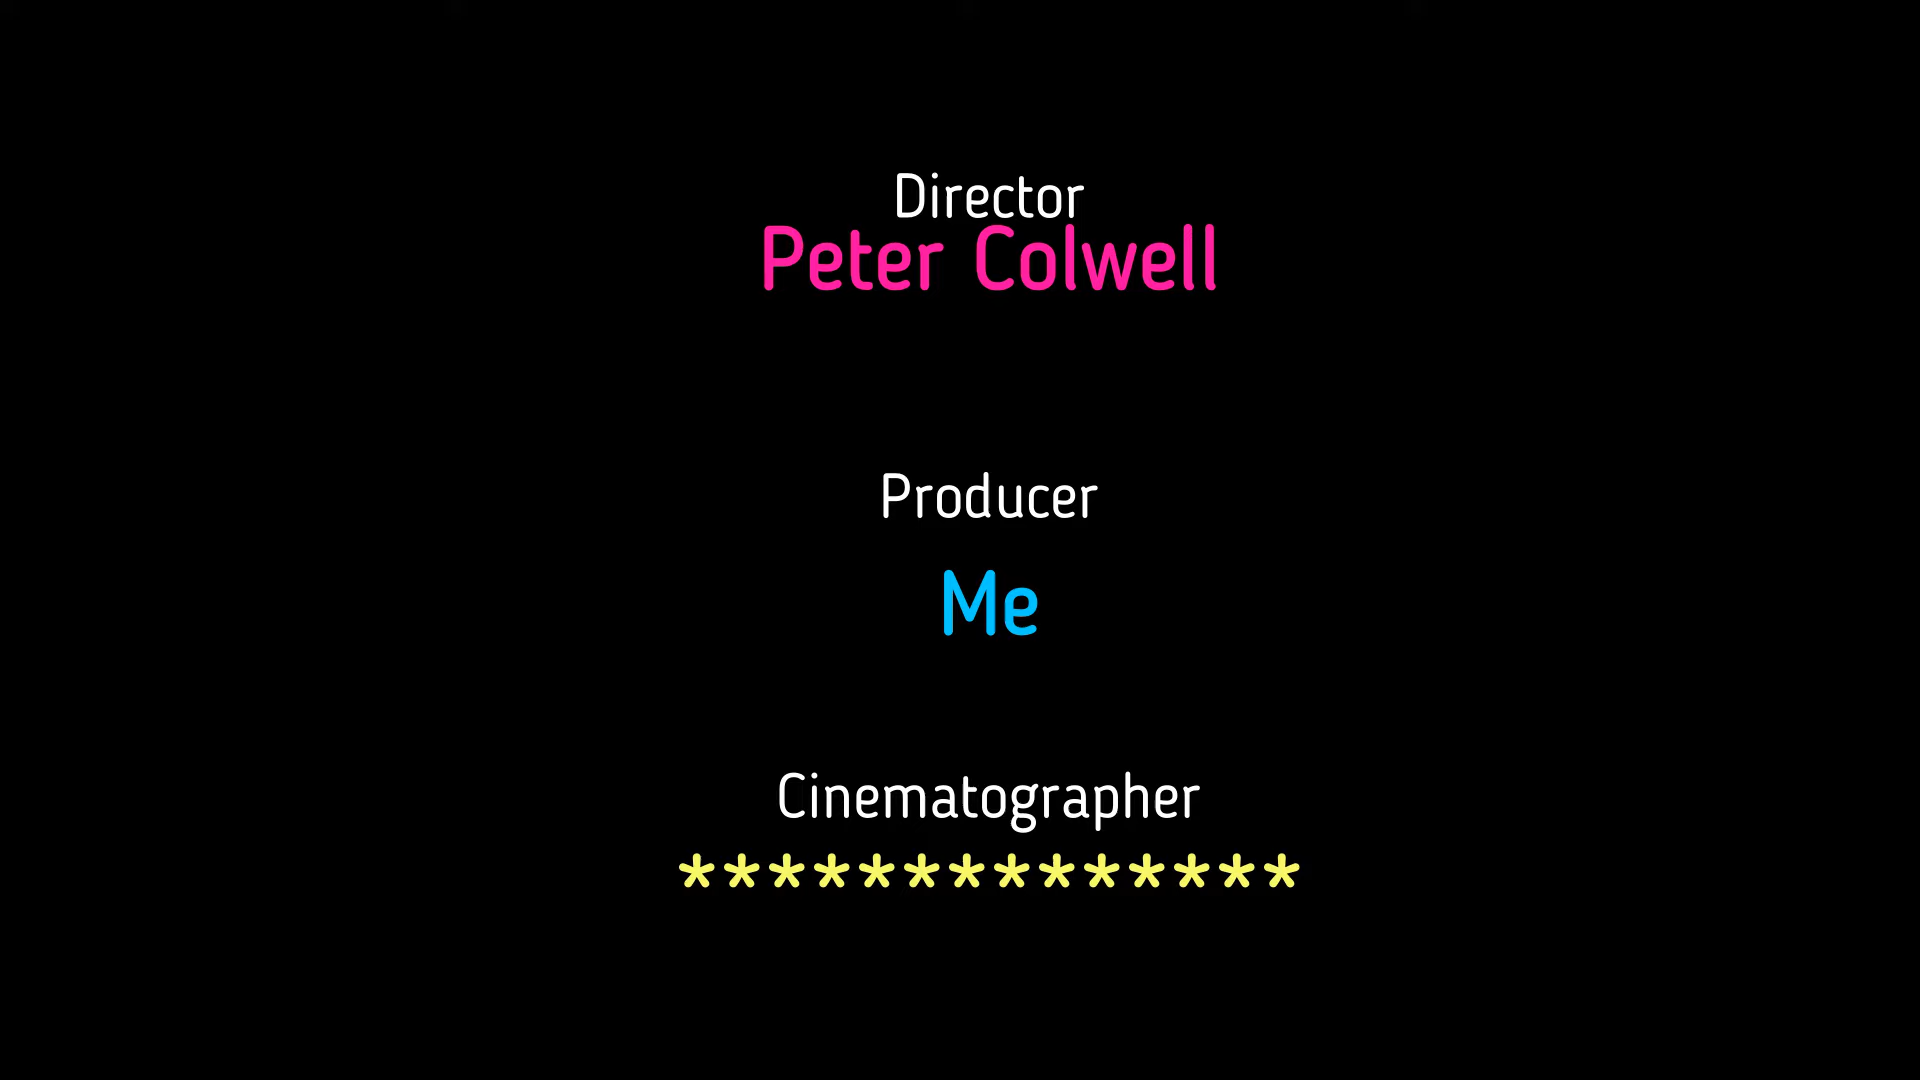 Director
Peter Colwell
Producer
Me
Cinematographer
**************